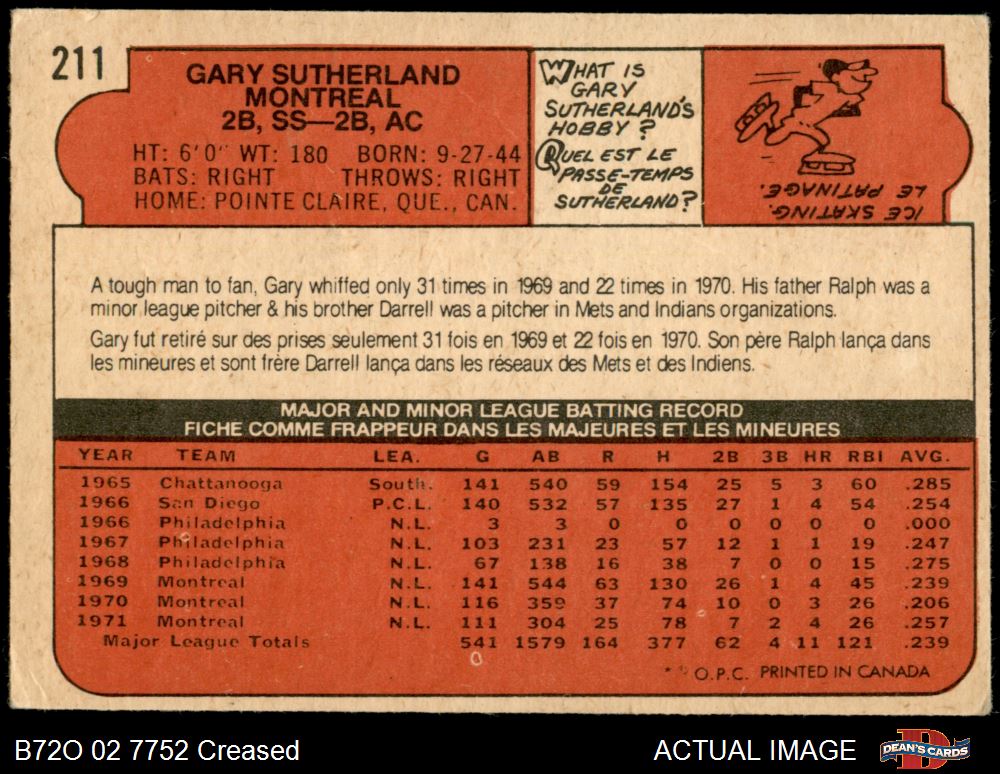 211
GARY SUTHERLAND
MONTREAL
2B, SS—2B, AC
HT: 6'0" WT: 180 BORN: 9-27-44
BATS: RIGHT THROWS: RIGHT
HOME: POINTE CLAIRE, QUE., CAN.
WHAT IS
GARY
SUTHERLAND'S
HOBBY?
QUEL EST LE
PASSE-TEMPS
DE
SUTHERLAND?
ICE SKATING.
LE PATINAGE.
A tough man to fan, Gary whiffed only 31 times in 1969 and 22 times in 1970. His father Ralph was a
minor league pitcher & his brother Darrell was a pitcher in Mets and Indians organizations.
Gary fut retiré sur des prises seulement 31 fois en 1969 et 22 fois en 1970. Son père Ralph lança dans
les mineures et sont frère Darrell lança dans les réseaux des Mets et des Indiens.
MAJOR AND MINOR LEAGUE BATTING RECORD
FICHE COMME FRAPPEUR DANS LES MAJEURES ET LES MINEURES
YEAR TEAM LEA. G AB R H 2B 3B HR RBI AVG.
1965 Chattanooga South. 141 540 59 154 25 5 3 60 .285
1966 San Diego P.C.L. 140 532 57 135 27 1 4 54 .254
1966 Philadelphia N.L. 3 3 0 0 0 0 0 0 .000
1967 Philadelphia N.L. 103 231 23 57 12 1 1 19 .247
1968 Philadelphia N.L. 67 138 16 38 7 0 0 15 .275
1969 Montreal N.L. 141 544 63 130 26 1 4 45 .239
1970 Montreal N.L. 116 359 37 74 10 0 3 26 .206
1971 Montreal N.L. 111 304 25 78 7 2 4 26 .257
Major League Totals 541 1579 164 377 62 4 11 121 .239
* * O.P.C. PRINTED IN CANADA
B72O 02 7752 Creased
ACTUAL IMAGE
DEAN'S CARDS